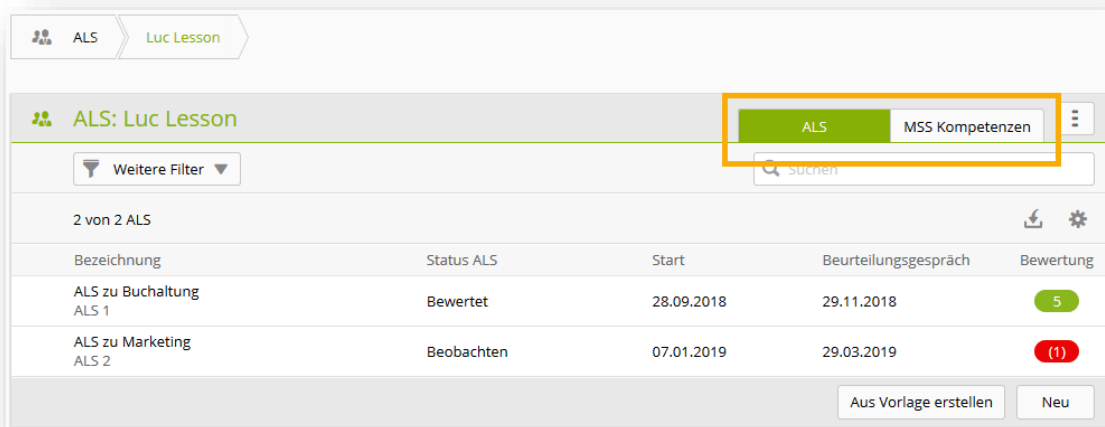 ALS Luc Lesson
ALS: Luc Lesson ALS MSS Kompetenzen
Weitere Filter Suchen
2 von 2 ALS
Bezeichnung Status ALS Start Beurteilungsgespräch Bewertung
ALS zu Buchaltung Bewertet 28.09.2018 29.11.2018 5
ALS 1
ALS zu Marketing Beobachten 07.01.2019 29.03.2019 (1)
ALS 2
Aus Vorlage erstellen Neu